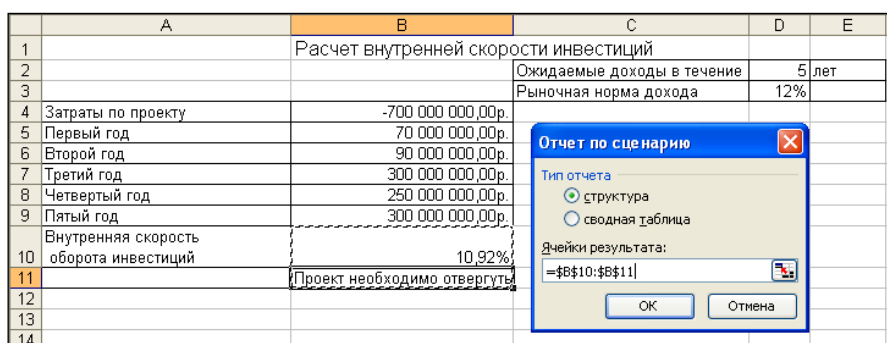 A B C D E
1 Расчет внутренней скорости инвестиций
2 Ожидаемые доходы в течение 5 лет
3 Рыночная норма дохода 12%
4 Затраты по проекту -700 000 000,00р.
5 Первый год 70 000 000,00р.
6 Второй год 90 000 000,00р.
7 Третий год 300 000 000,00р.
8 Четвертый год 250 000 000,00р.
9 Пятый год 300 000 000,00р.
Внутренняя скорость
10 оборота инвестиций 10,92%
11 Проект необходимо отвергуть
12
13
14
Отчет по сценарию
Тип отчета
структура
сводная таблица
Ячейки результата:
=$B$10:$B$11
ОК Отмена